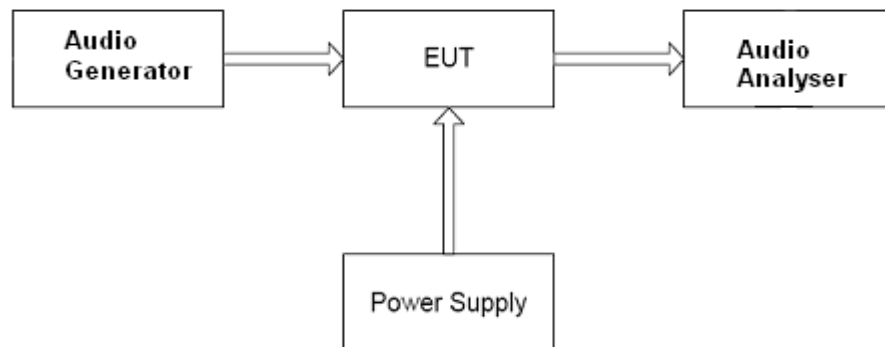 Audio
Generator
EUT
Audio
Analyser
Power Supply